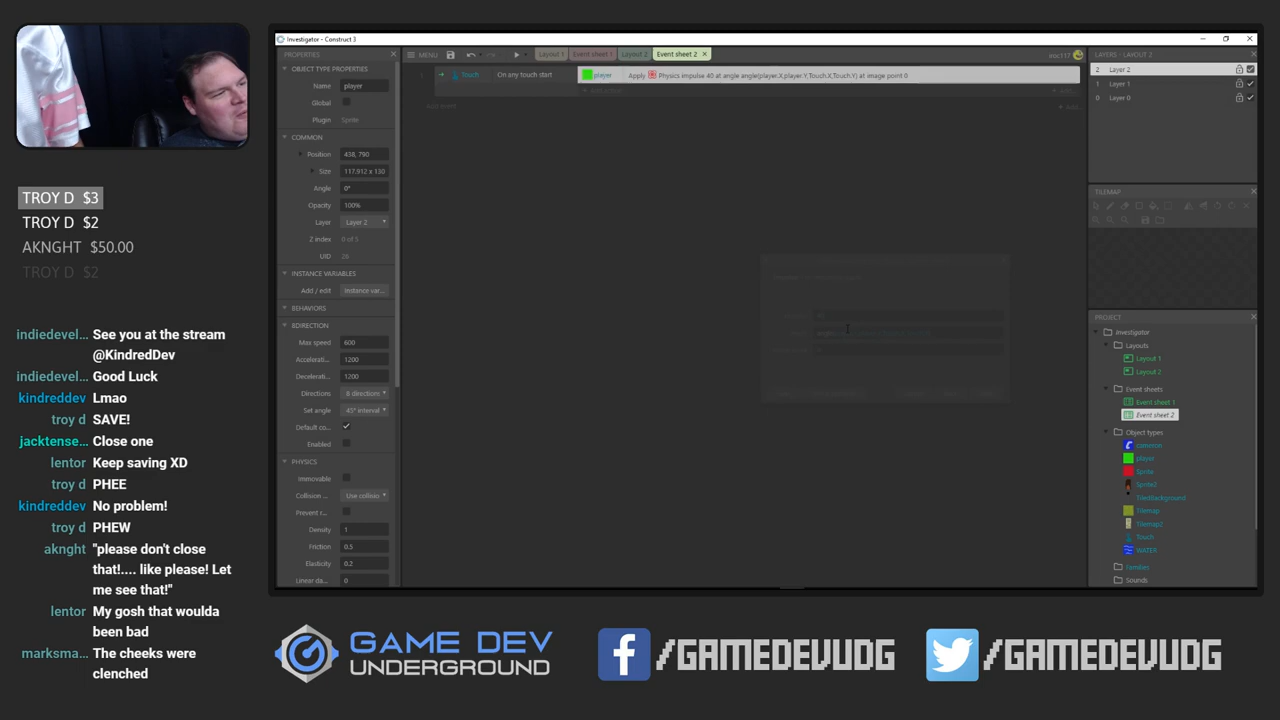 Investigator - Construct 3
PROPERTIES
OBJECT TYPE PROPERTIES
Name player
Global
Plugin Sprite
COMMON
Position 438, 790
Size 117.912 x 130
Angle 0°
Opacity 100%
Layer Layer 2
Z index 0 of 5
UID 26
INSTANCE VARIABLES
Add / edit Instance var...
BEHAVIORS
8DIRECTION
Max speed 600
Accelerati... 1200
Decelerati... 1200
Directions 8 directions
Set angle 45° interval
Default co...
Enabled
PHYSICS
Immovable
Collision ... Use collisio
Prevent r...
Density 1
Friction 0.5
Elasticity 0.2
Linear da... 0
MENU
Layout 1
Event sheet 1
Layout 2
Event sheet 2
1
Touch On any touch start player Apply Physics impulse 40 at angle angle(player.X,player.Y,Touch.X,Touch.Y) at image point 0
Add action
Add...
Add event
Add...
LAYERS - LAYOUT 2
2 Layer 2
1 Layer 1
0 Layer 0
TILEMAP
PROJECT
Investigator
Layouts
Layout 1
Layout 2
Event sheets
Event sheet 1
Event sheet 2
Object types
common
player
Sprite
Sprite2
TiledBackground
Tilemap
Tilemap2
Touch
WATER
Families
Sounds
TROY D $3
TROY D $2
AKNGHT $50.00
TROY D $2
indiedevel... See you at the stream
@KindredDev
indiedevel... Good Luck
kindreddev Lmao
troy d SAVE!
jacktense... Close one
lentor Keep saving XD
troy d PHEE
kindreddev No problem!
troy d PHEW
aknght "please don't close
that!.... like please! Let
me see that!"
lentor My gosh that woulda
been bad
marksma... The cheeks were
clenched
GAME DEV
UNDERGROUND
/GAMEDEVUDG
/GAMEDEVUDG